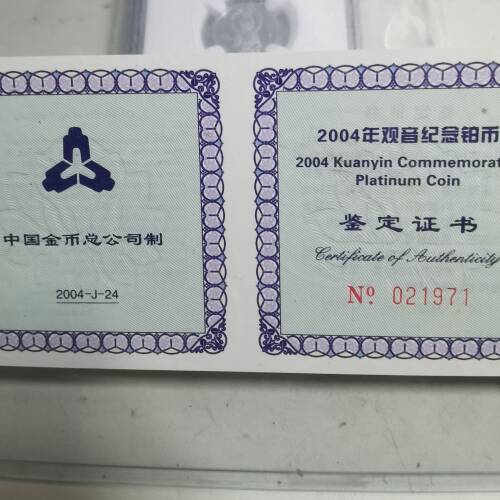 中国金币总公司制
2004-J-24
2004年观音纪念铂币
2004 Kuanyin Commemorat
Platinum Coin
鉴定证书
Certificate of Authenticity
Nº 021971